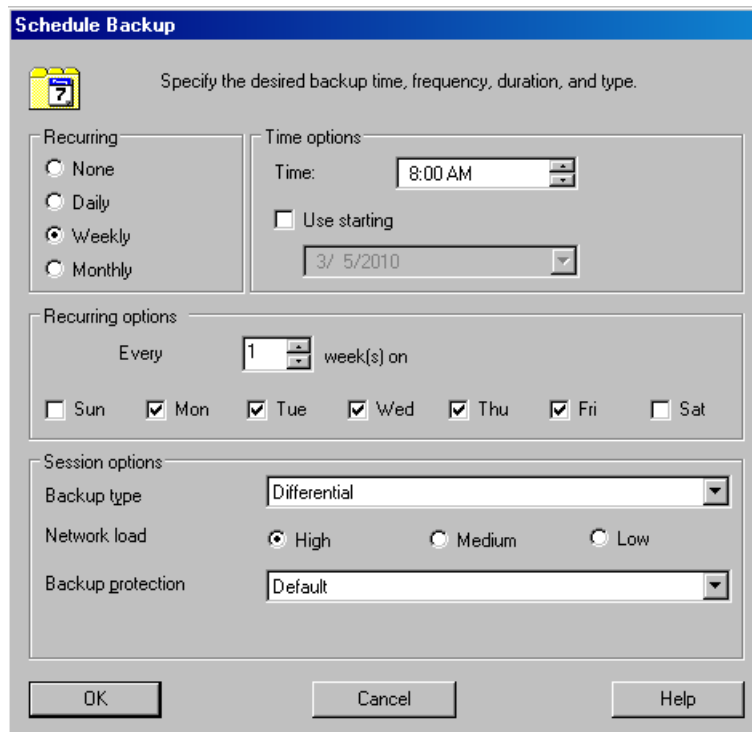 Schedule Backup
7
Specify the desired backup time, frequency, duration, and type.
Recurring
None
Daily
Weekly
Monthly
Time options
Time: 8:00 AM
Use starting
3/ 5/2010
Recurring options
Every 1 week(s) on
Sun Mon Tue Wed Thu Fri Sat
Session options
Backup type Differential
Network load High Medium Low
Backup protection Default
OK Cancel Help